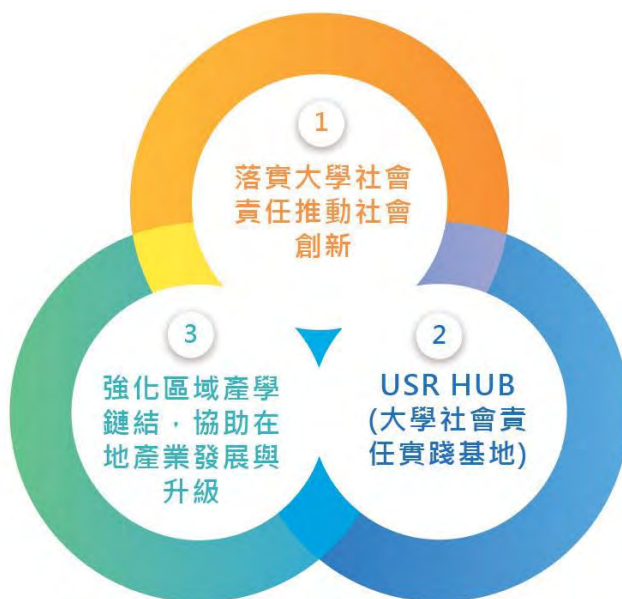 1
落實大學社會
責任推動社會
創新
3
強化區域產學
鏈結，協助在
地產業發展與
升級
2
USR HUB
(大學社會責
任實踐基地)